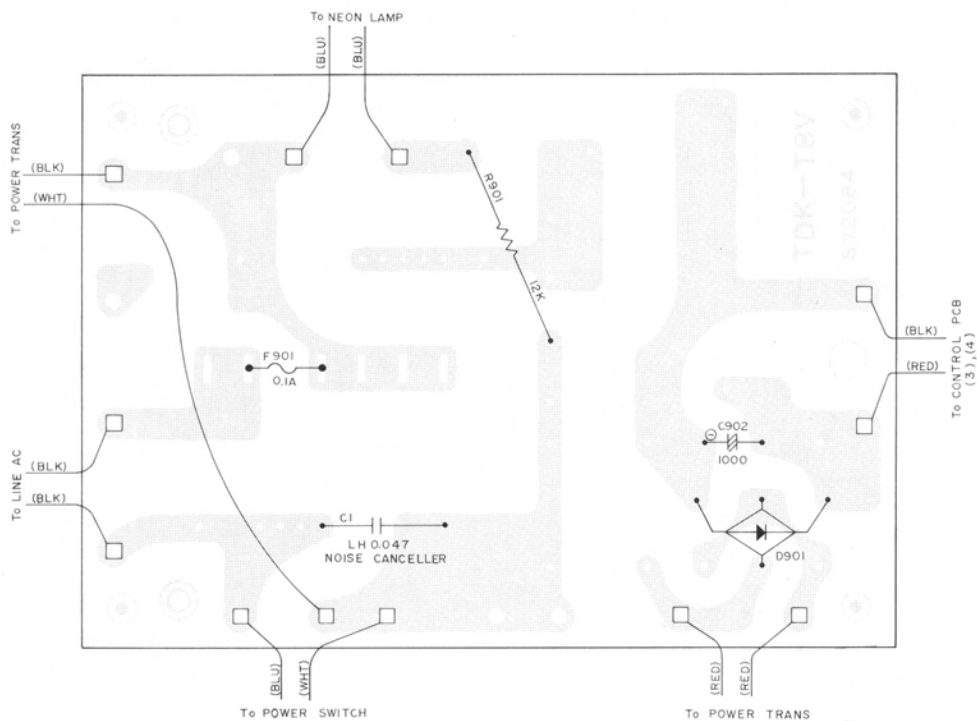 To NEON LAMP
(BLU)
(BLU)
To POWER TRANS
(BLK)
(WHT)
R901
12K
TDK-T8V
S72084
F901
0.1A
(BLK)
(RED)
To CONTROL PCB
(3),(4)
C902
1000
To LINE AC
(BLK)
(BLK)
C1
LH 0.047
NOISE CANCELLER
D901
(BLU)
(WHT)
To POWER SWITCH
(RED)
(RED)
To POWER TRANS